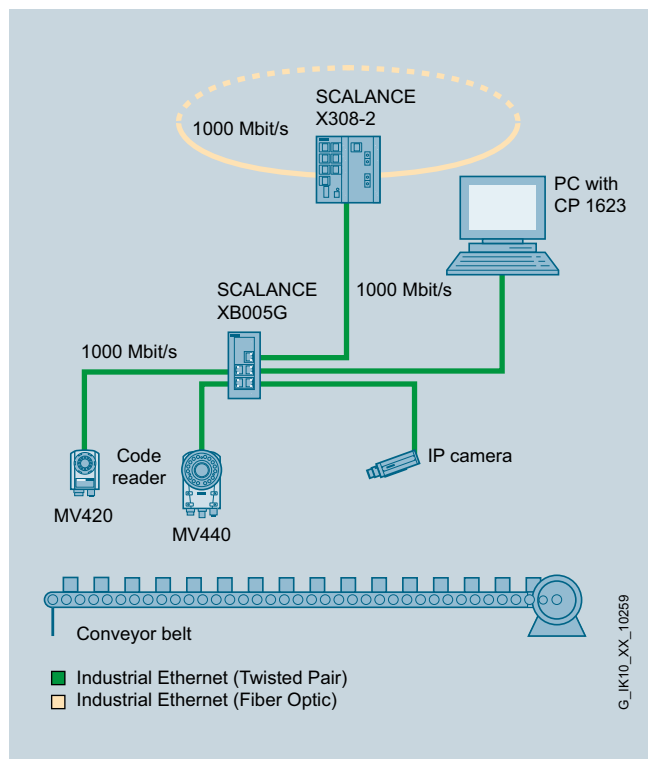 SCALANCE
X308-2
1000 Mbit/s
PC with
CP 1623
SCALANCE
XB005G
1000 Mbit/s
1000 Mbit/s
Code
reader
IP camera
MV420
MV440
Conveyor belt
Industrial Ethernet (Twisted Pair)
Industrial Ethernet (Fiber Optic)
G_IK10_XX_10259